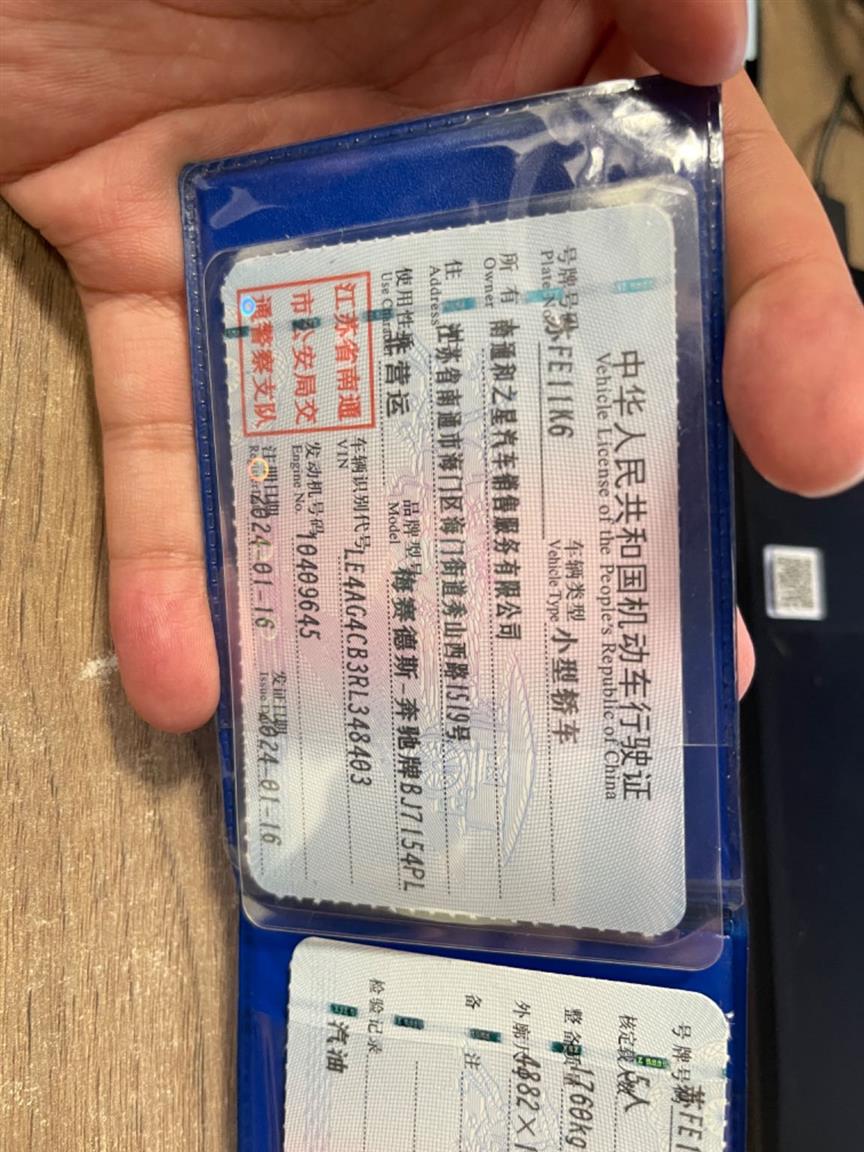 中华人民共和国机动车行驶证
Vehicle License of the People's Republic of China
号牌号码 苏FE11K6 车辆类型 小型轿车
Plate No. Vehicle Type
所有 南通和之星汽车销售服务有限公司
Owner
住 江苏省南通市海门区海门街道秀山西路1519号
Address
使用性 非营运 品牌型号 梅赛德斯-奔驰牌BJ7154PL
Use Model
江苏省南通
市公安局交
通警察支队
车辆识别代号 LE4AG4CB3RL348403
VIN
发动机号码 10409645
Engine No.
注册日期 2024-01-16 发证日期 2024-01-16
Issue
号牌号 苏FE1
核定载 5人
整备质量 1760kg
外廓 4882×1
备 注
检验记录
汽油